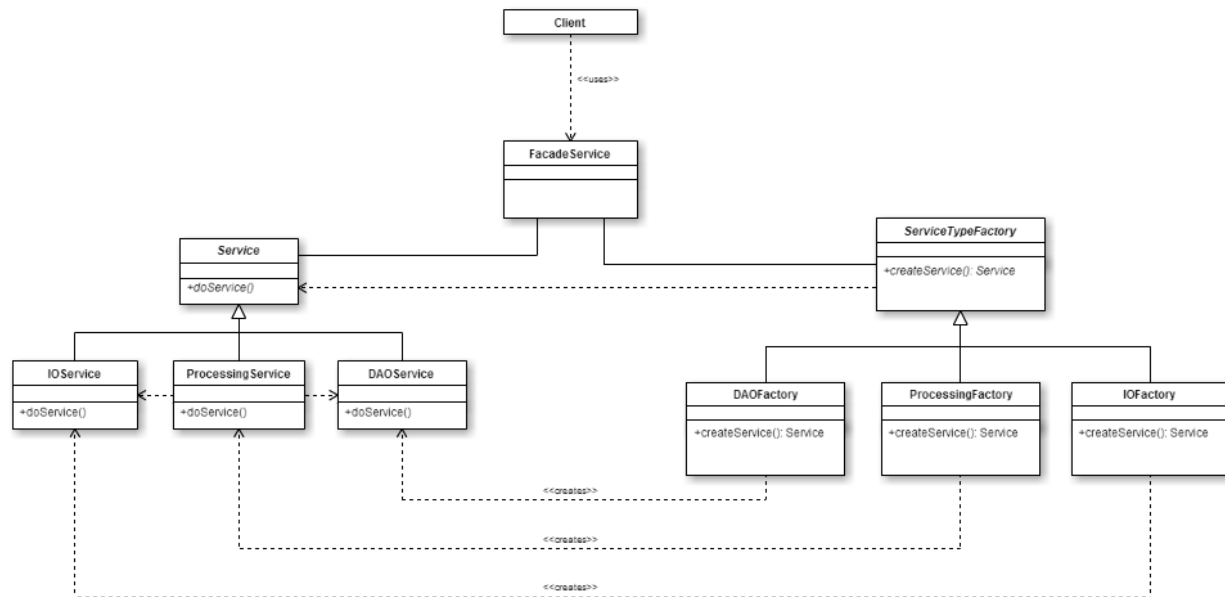 Client
<<uses>>
FacadeService
Service
+doService()
ServiceTypeFactory
+createService(): Service
IOService
+doService()
ProcessingService
+doService()
DAOService
+doService()
DAOFactory
+createService(): Service
ProcessingFactory
+createService(): Service
IOFactory
+createService(): Service
<<creates>>
<<creates>>
<<creates>>